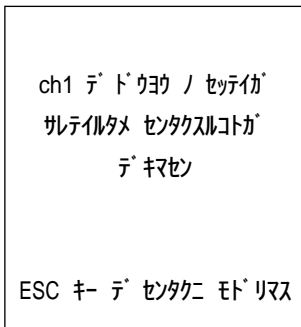 ch1 ﾃﾞ ﾄﾞｳﾖｳ ﾉ ｾｯﾃｲｶﾞ
ｻﾚﾃｲﾙﾀﾒ ｾﾝﾀｸｽﾙｺﾄｶﾞ
ﾃﾞｷﾏｾﾝ
ESC ｷｰ ﾃﾞ ｾﾝﾀｸﾆ ﾓﾄﾞﾘﾏｽ